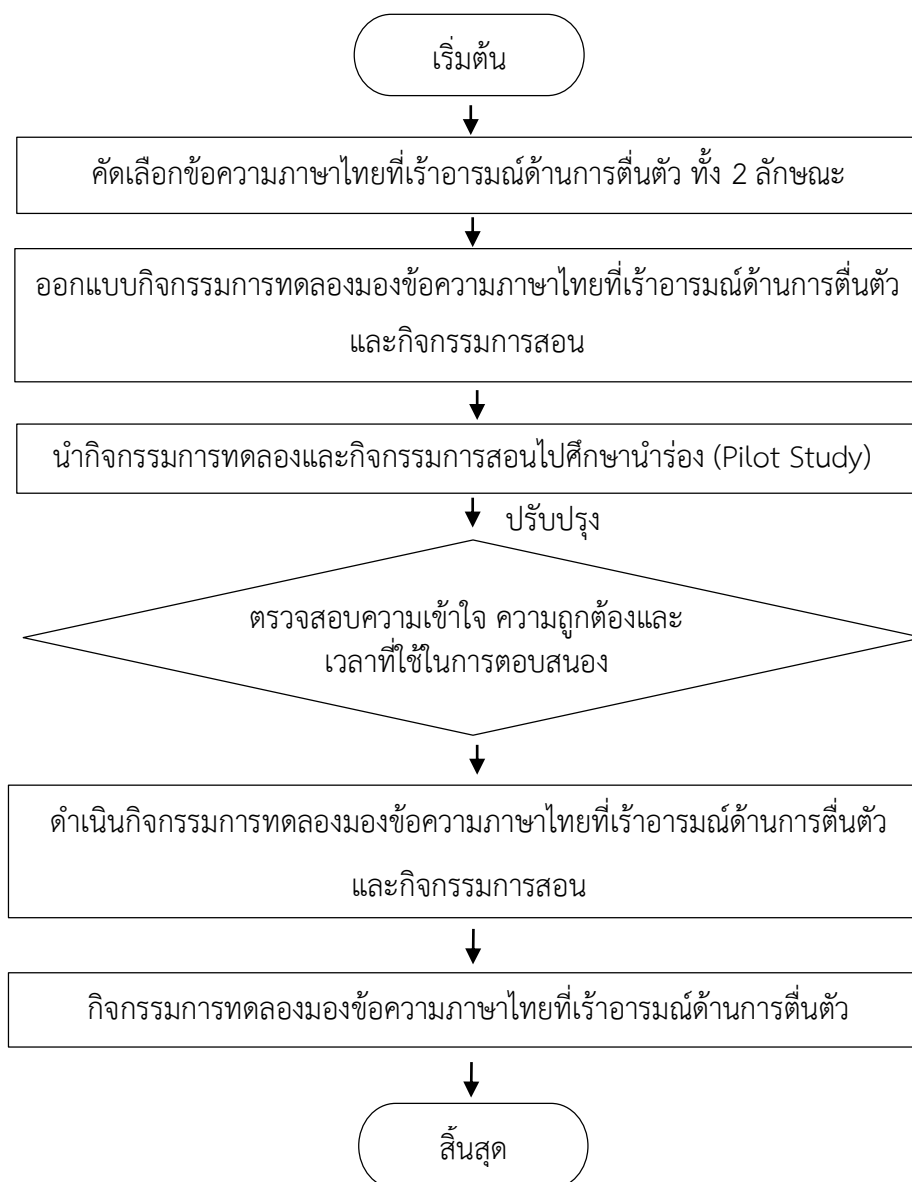 เริ่มต้น
คัดเลือกข้อความภาษาไทยที่เร้าอารมณ์ด้านการตื่นตัว ทั้ง 2 ลักษณะ
ออกแบบกิจกรรมการทดลองมองข้อความภาษาไทยที่เร้าอารมณ์ด้านการตื่นตัว
และกิจกรรมการสอน
นำกิจกรรมการทดลองและกิจกรรมการสอนไปศึกษานำร่อง (Pilot Study)
ปรับปรุง
ตรวจสอบความเข้าใจ ความถูกต้องและ
เวลาที่ใช้ในการตอบสนอง
ดำเนินกิจกรรมการทดลองมองข้อความภาษาไทยที่เร้าอารมณ์ด้านการตื่นตัว
และกิจกรรมการสอน
กิจกรรมการทดลองมองข้อความภาษาไทยที่เร้าอารมณ์ด้านการตื่นตัว
สิ้นสุด